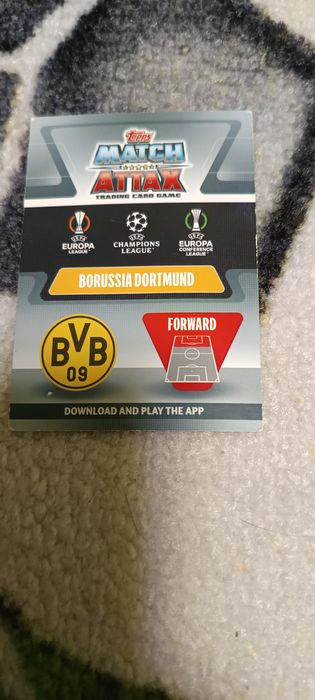 Topps
MATCH
ATTAX
TRADING CARD GAME
UEFA
EUROPA
LEAGUE
UEFA
CHAMPIONS
LEAGUE
UEFA
EUROPA
CONFERENCE
LEAGUE
BORUSSIA DORTMUND
BVB
09
FORWARD
DOWNLOAD AND PLAY THE APP